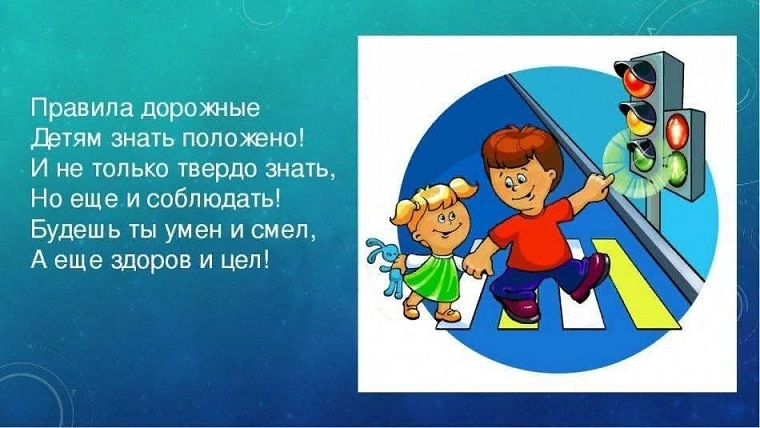 Правила дорожные
Детям знать положено!
И не только твердо знать,
Но еще и соблюдать!
Будешь ты умен и смел,
А еще здоров и цел!